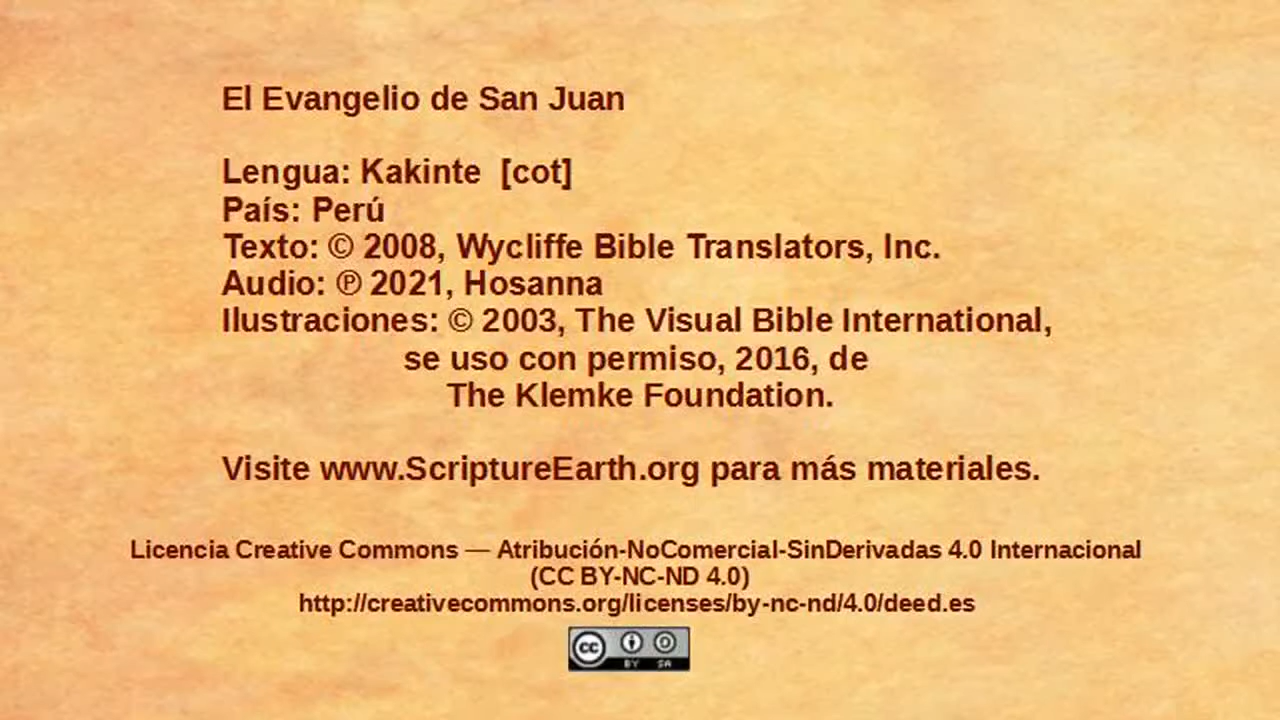 El Evangelio de San Juan
Lengua: Kakinte [cot]
País: Perú
Texto: © 2008, Wycliffe Bible Translators, Inc.
Audio: ℗ 2021, Hosanna
Ilustraciones: © 2003, The Visual Bible International,
se uso con permiso, 2016, de
The Klemke Foundation.
Visite www.ScriptureEarth.org para más materiales.
Licencia Creative Commons — Atribución-NoComercial-SinDerivadas 4.0 Internacional
(CC BY-NC-ND 4.0)
http://creativecommons.org/licenses/by-nc-nd/4.0/deed.es
cc BY SA